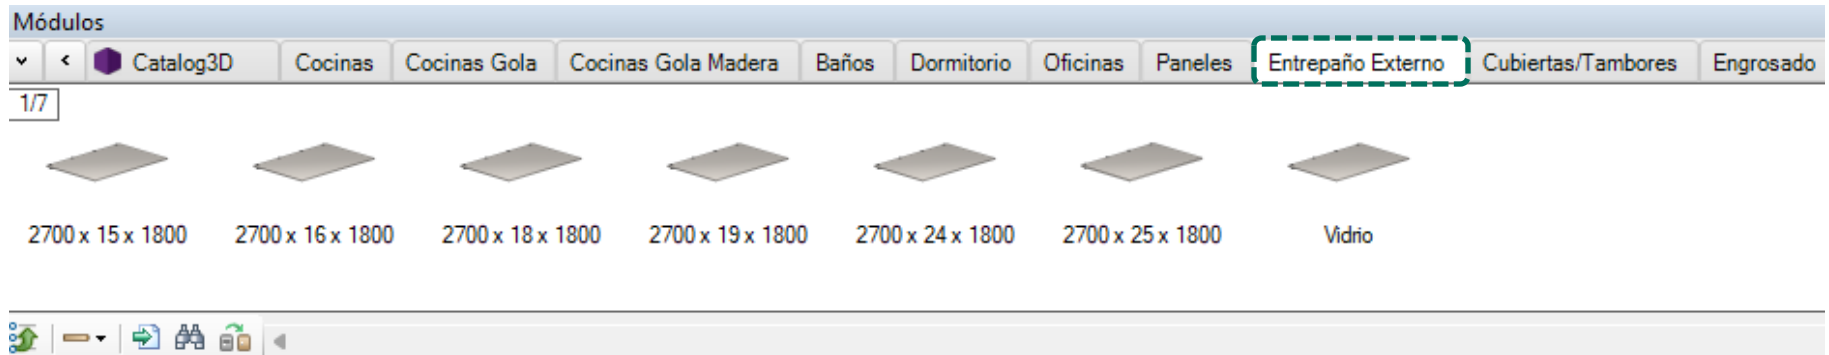 Módulos
Catalog3D Cocinas Cocinas Gola Cocinas Gola Madera Baños Dormitorio Oficinas Paneles Entrepaño Externo Cubiertas/Tambores Engrosado
1/7
2700 x 15 x 1800 2700 x 16 x 1800 2700 x 18 x 1800 2700 x 19 x 1800 2700 x 24 x 1800 2700 x 25 x 1800 Vidrio